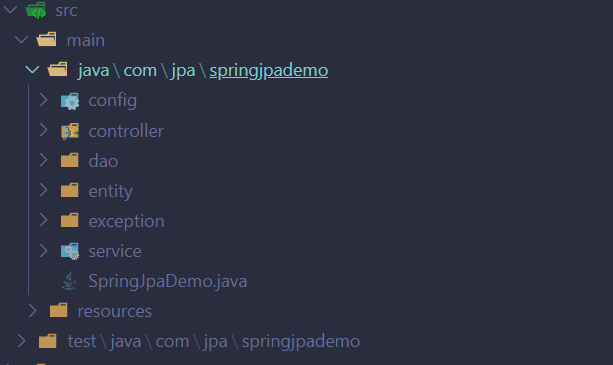 src
main
java\com\jpa\springjpademo
config
controller
dao
entity
exception
service
SpringJpaDemo.java
resources
test\java\com\jpa\springjpademo